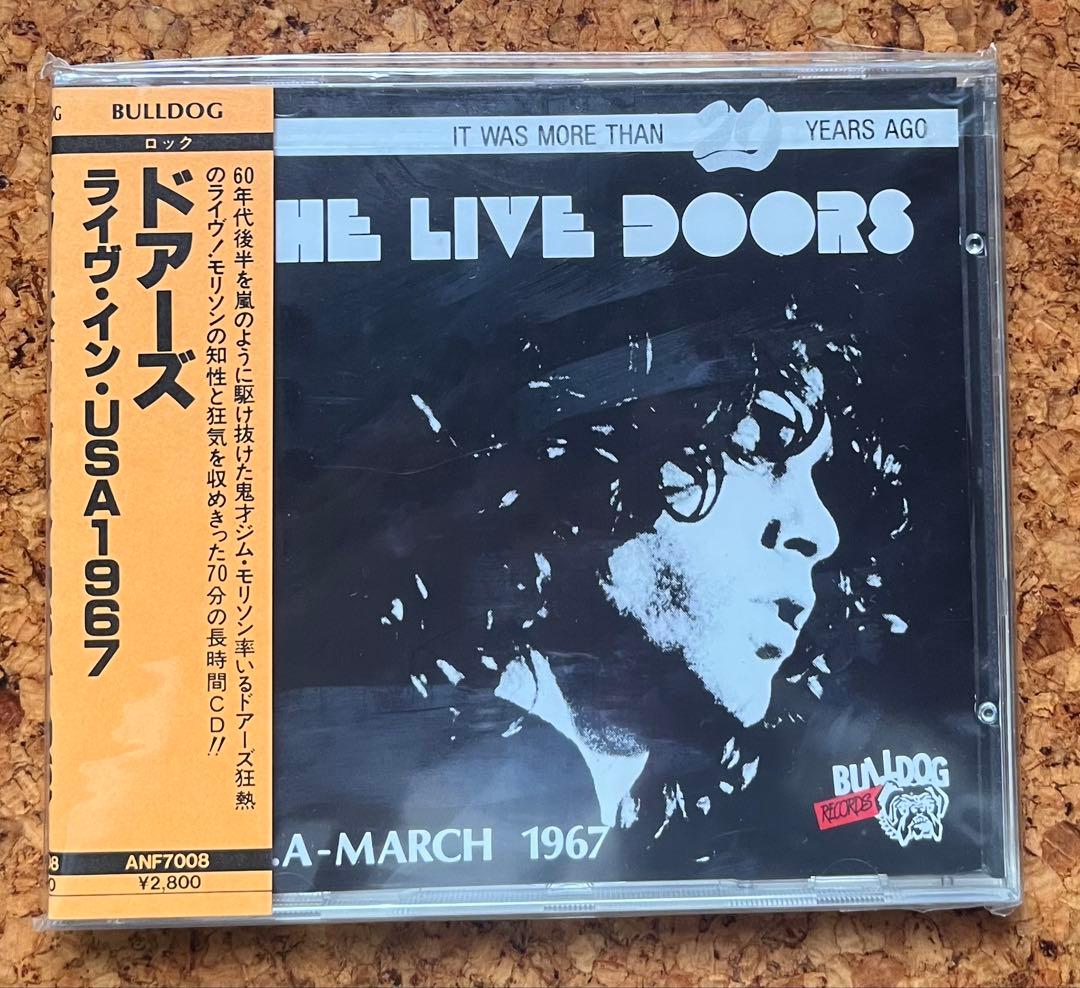 BULLDOG
ロック
60年代後半を嵐のように駆け抜けた鬼才ジム・モリソン率いるドアーズ狂熱
のライヴ!モリソンの知性と狂気を収めきった70分の長時間CD!!
ドアーズ
ライヴ・イン・USA1967
ANF7008
¥2,800
IT WAS MORE THAN 20 YEARS AGO
HE LIVE DOORS
.A-MARCH 1967
BULLDOG
RECORDS